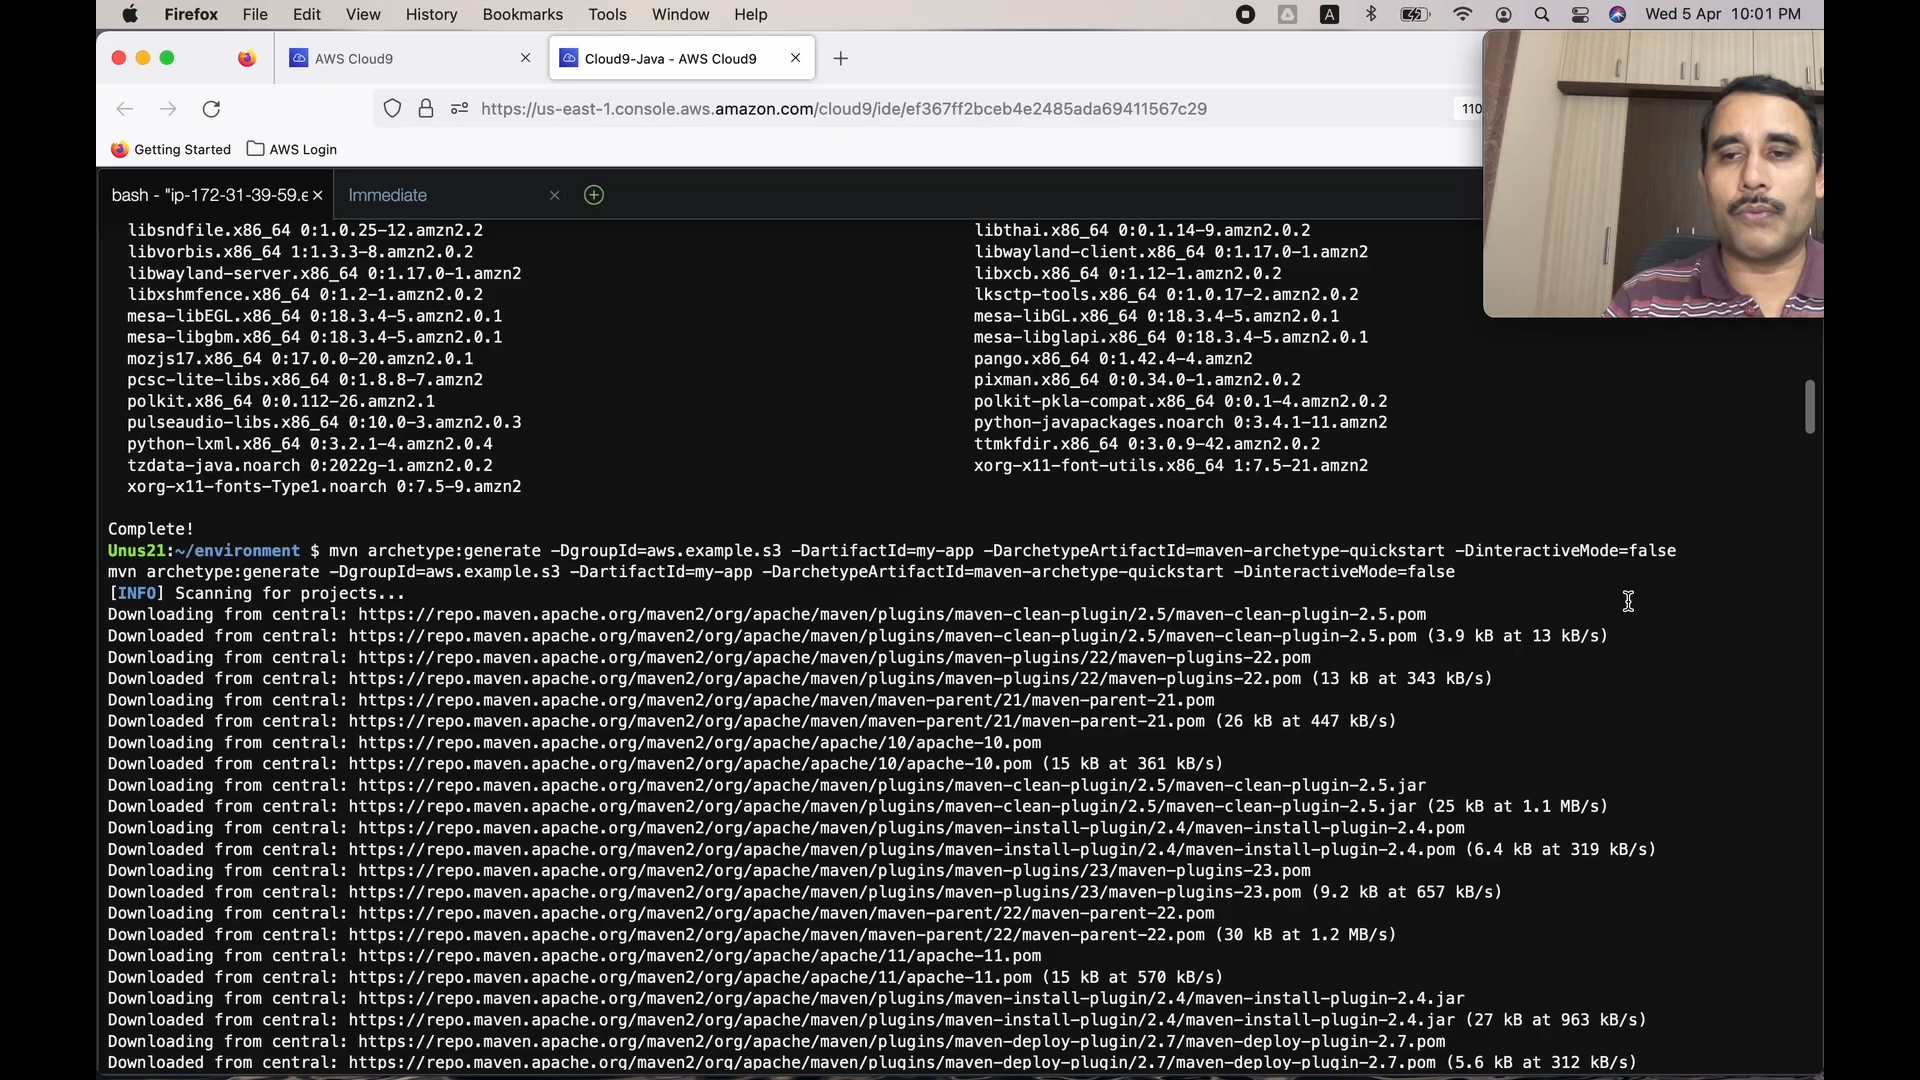 Firefox File Edit View History Bookmarks Tools Window Help
A
Wed 5 Apr 10:01 PM
AWS Cloud9
Cloud9-Java - AWS Cloud9
https://us-east-1.console.aws.amazon.com/cloud9/ide/ef367ff2bceb4e2485ada69411567c29
110
Getting Started AWS Login
bash - "ip-172-31-39-59.e Immediate
libsndfile.x86_64 0:1.0.25-12.amzn2.2 libthai.x86_64 0:0.1.14-9.amzn2.0.2
libvorbis.x86_64 1:1.3.3-8.amzn2.0.2 libwayland-client.x86_64 0:1.17.0-1.amzn2
libwayland-server.x86_64 0:1.17.0-1.amzn2 libxcb.x86_64 0:1.12-1.amzn2.0.2
libxshmfence.x86_64 0:1.2-1.amzn2.0.2 lksctp-tools.x86_64 0:1.0.17-2.amzn2.0.2
mesa-libEGL.x86_64 0:18.3.4-5.amzn2.0.1 mesa-libGL.x86_64 0:18.3.4-5.amzn2.0.1
mesa-libgbm.x86_64 0:18.3.4-5.amzn2.0.1 mesa-libglapi.x86_64 0:18.3.4-5.amzn2.0.1
mozjs17.x86_64 0:17.0.0-20.amzn2.0.1 pango.x86_64 0:1.42.4-4.amzn2
pcsc-lite-libs.x86_64 0:1.8.8-7.amzn2 pixman.x86_64 0:0.34.0-1.amzn2.0.2
polkit.x86_64 0:0.112-26.amzn2.1 polkit-pkla-compat.x86_64 0:0.1-4.amzn2.0.2
pulseaudio-libs.x86_64 0:10.0-3.amzn2.0.3 python-javapackages.noarch 0:3.4.1-11.amzn2
python-lxml.x86_64 0:3.2.1-4.amzn2.0.4 ttmkfdir.x86_64 0:3.0.9-42.amzn2.0.2
tzdata-java.noarch 0:2022g-1.amzn2.0.2 xorg-x11-font-utils.x86_64 1:7.5-21.amzn2
xorg-x11-fonts-Type1.noarch 0:7.5-9.amzn2
Complete!
Unus21:~/environment $ mvn archetype:generate -DgroupId=aws.example.s3 -DartifactId=my-app -DarchetypeArtifactId=maven-archetype-quickstart -DinteractiveMode=false
mvn archetype:generate -DgroupId=aws.example.s3 -DartifactId=my-app -DarchetypeArtifactId=maven-archetype-quickstart -DinteractiveMode=false
[INFO] Scanning for projects...
Downloading from central: https://repo.maven.apache.org/maven2/org/apache/maven/plugins/maven-clean-plugin/2.5/maven-clean-plugin-2.5.pom
Downloaded from central: https://repo.maven.apache.org/maven2/org/apache/maven/plugins/maven-clean-plugin/2.5/maven-clean-plugin-2.5.pom (3.9 kB at 13 kB/s)
Downloading from central: https://repo.maven.apache.org/maven2/org/apache/maven/plugins/maven-plugins/22/maven-plugins-22.pom
Downloaded from central: https://repo.maven.apache.org/maven2/org/apache/maven/plugins/maven-plugins/22/maven-plugins-22.pom (13 kB at 343 kB/s)
Downloading from central: https://repo.maven.apache.org/maven2/org/apache/maven/maven-parent/21/maven-parent-21.pom
Downloaded from central: https://repo.maven.apache.org/maven2/org/apache/maven/maven-parent/21/maven-parent-21.pom (26 kB at 447 kB/s)
Downloading from central: https://repo.maven.apache.org/maven2/org/apache/apache/10/apache-10.pom
Downloaded from central: https://repo.maven.apache.org/maven2/org/apache/apache/10/apache-10.pom (15 kB at 361 kB/s)
Downloading from central: https://repo.maven.apache.org/maven2/org/apache/maven/plugins/maven-clean-plugin/2.5/maven-clean-plugin-2.5.jar
Downloaded from central: https://repo.maven.apache.org/maven2/org/apache/maven/plugins/maven-clean-plugin/2.5/maven-clean-plugin-2.5.jar (25 kB at 1.1 MB/s)
Downloading from central: https://repo.maven.apache.org/maven2/org/apache/maven/plugins/maven-install-plugin/2.4/maven-install-plugin-2.4.pom
Downloaded from central: https://repo.maven.apache.org/maven2/org/apache/maven/plugins/maven-install-plugin/2.4/maven-install-plugin-2.4.pom (6.4 kB at 319 kB/s)
Downloading from central: https://repo.maven.apache.org/maven2/org/apache/maven/plugins/maven-plugins/23/maven-plugins-23.pom
Downloaded from central: https://repo.maven.apache.org/maven2/org/apache/maven/plugins/maven-plugins/23/maven-plugins-23.pom (9.2 kB at 657 kB/s)
Downloading from central: https://repo.maven.apache.org/maven2/org/apache/maven/maven-parent/22/maven-parent-22.pom
Downloaded from central: https://repo.maven.apache.org/maven2/org/apache/maven/maven-parent/22/maven-parent-22.pom (30 kB at 1.2 MB/s)
Downloading from central: https://repo.maven.apache.org/maven2/org/apache/apache/11/apache-11.pom
Downloaded from central: https://repo.maven.apache.org/maven2/org/apache/apache/11/apache-11.pom (15 kB at 570 kB/s)
Downloading from central: https://repo.maven.apache.org/maven2/org/apache/maven/plugins/maven-install-plugin/2.4/maven-install-plugin-2.4.jar
Downloaded from central: https://repo.maven.apache.org/maven2/org/apache/maven/plugins/maven-install-plugin/2.4/maven-install-plugin-2.4.jar (27 kB at 963 kB/s)
Downloading from central: https://repo.maven.apache.org/maven2/org/apache/maven/plugins/maven-deploy-plugin/2.7/maven-deploy-plugin-2.7.pom
Downloaded from central: https://repo.maven.apache.org/maven2/org/apache/maven/plugins/maven-deploy-plugin/2.7/maven-deploy-plugin-2.7.pom (5.6 kB at 312 kB/s)